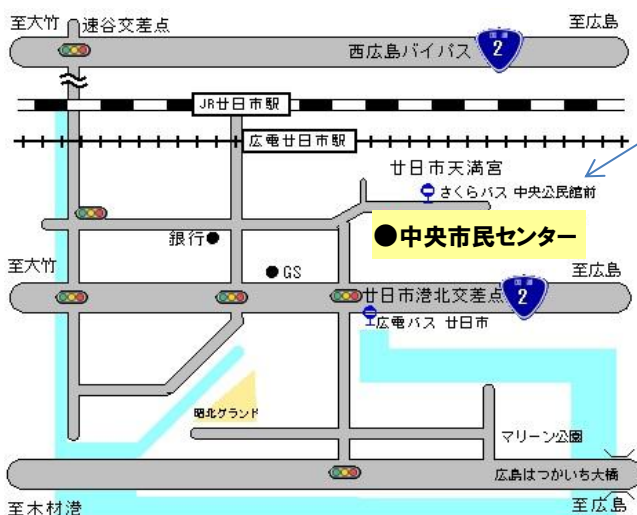 至大竹
速谷交差点
至広島
西広島バイパス
国道
2
JR廿日市駅
広電廿日市駅
廿日市天満宮
さくらバス 中央公民館前
銀行●
●中央市民センター
至大竹
●GS
至広島
廿日市港北交差点
国道
2
広電バス 廿日市
昭北グランド
マリーン公園
広島はつかいち大橋
至木材港
至広島